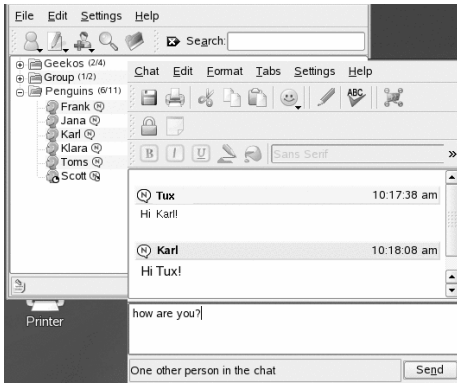 File Edit Settings Help
Search:
Geekos (2/4)
Group (1/2)
Penguins (6/11)
Frank
Jana
Karl
Klara
Toms
Scott
Chat Edit Format Tabs Settings Help
ABC
B I U Sans Serif »
Tux 10:17:38 am
Hi Karl!
Karl 10:18:08 am
Hi Tux!
Printer
how are you?
One other person in the chat Send